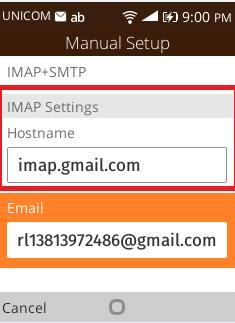 UNICOM ab 9:00 PM
Manual Setup
IMAP+SMTP
IMAP Settings
Hostname
imap.gmail.com
Email
rl13813972486@gmail.com
Cancel